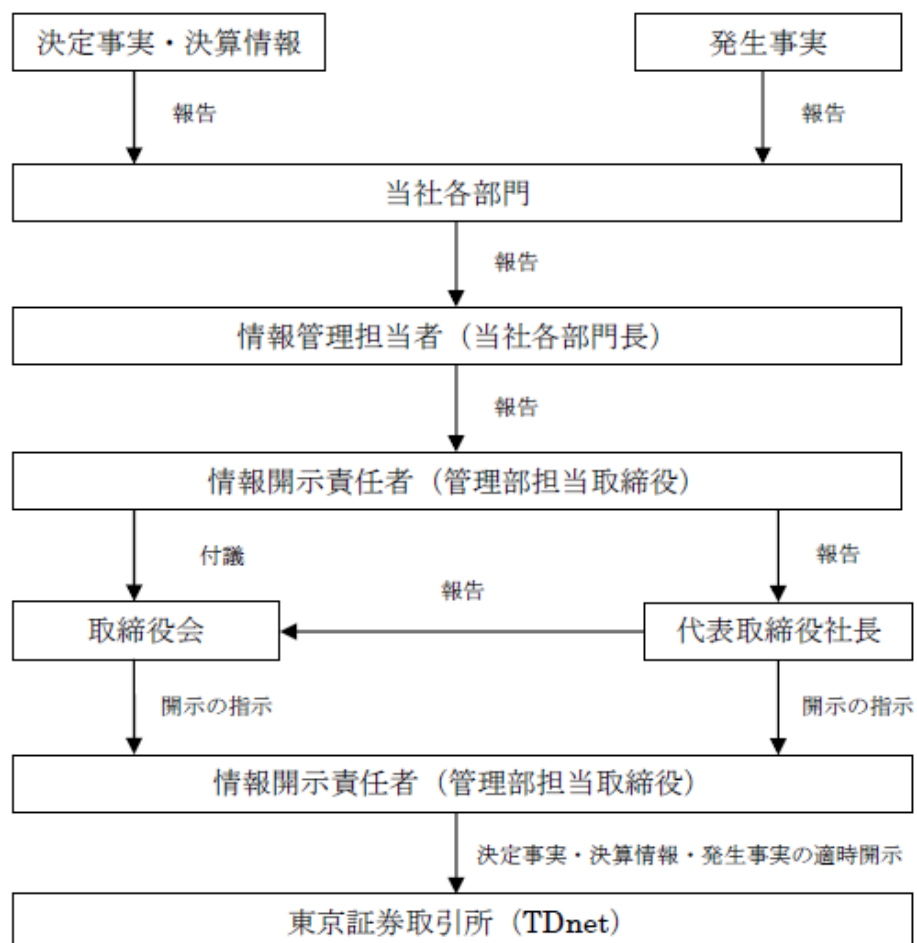 決定事実・決算情報
発生事実
報告
報告
当社各部門
報告
情報管理担当者（当社各部門長）
報告
情報開示責任者（管理部担当取締役）
付議
報告
報告
取締役会
代表取締役社長
開示の指示
開示の指示
情報開示責任者（管理部担当取締役）
決定事実・決算情報・発生事実の適時開示
東京証券取引所（TDnet）